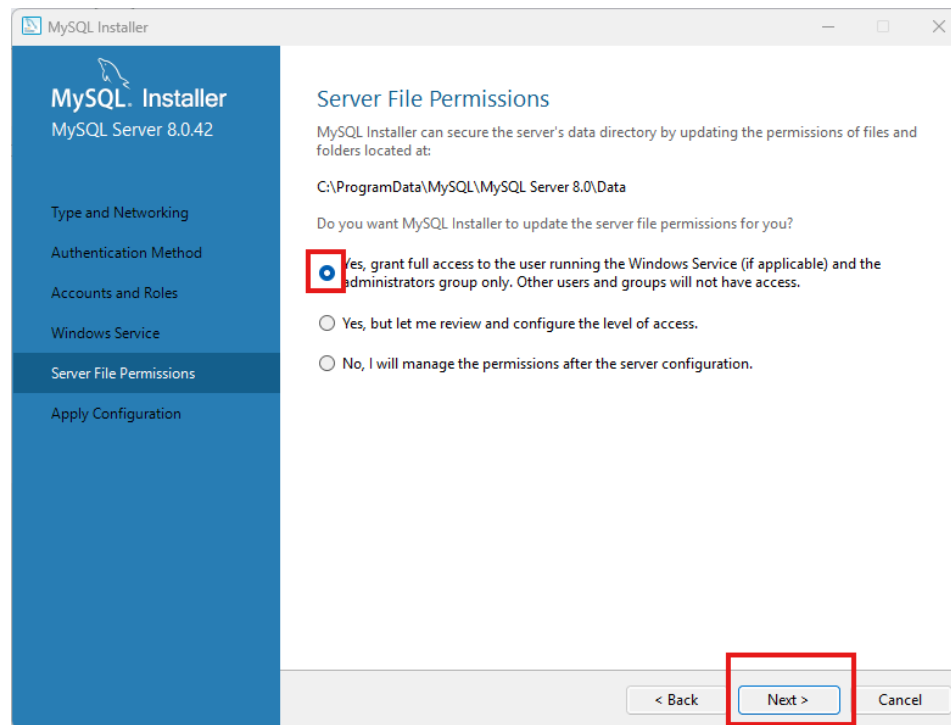 MySQL Installer
MySQL. Installer
MySQL Server 8.0.42
Type and Networking
Authentication Method
Accounts and Roles
Windows Service
Server File Permissions
Apply Configuration
Server File Permissions
MySQL Installer can secure the server's data directory by updating the permissions of files and
folders located at:
C:\ProgramData\MySQL\MySQL Server 8.0\Data
Do you want MySQL Installer to update the server file permissions for you?
Yes, grant full access to the user running the Windows Service (if applicable) and the
administrators group only. Other users and groups will not have access.
Yes, but let me review and configure the level of access.
No, I will manage the permissions after the server configuration.
< Back
Next >
Cancel